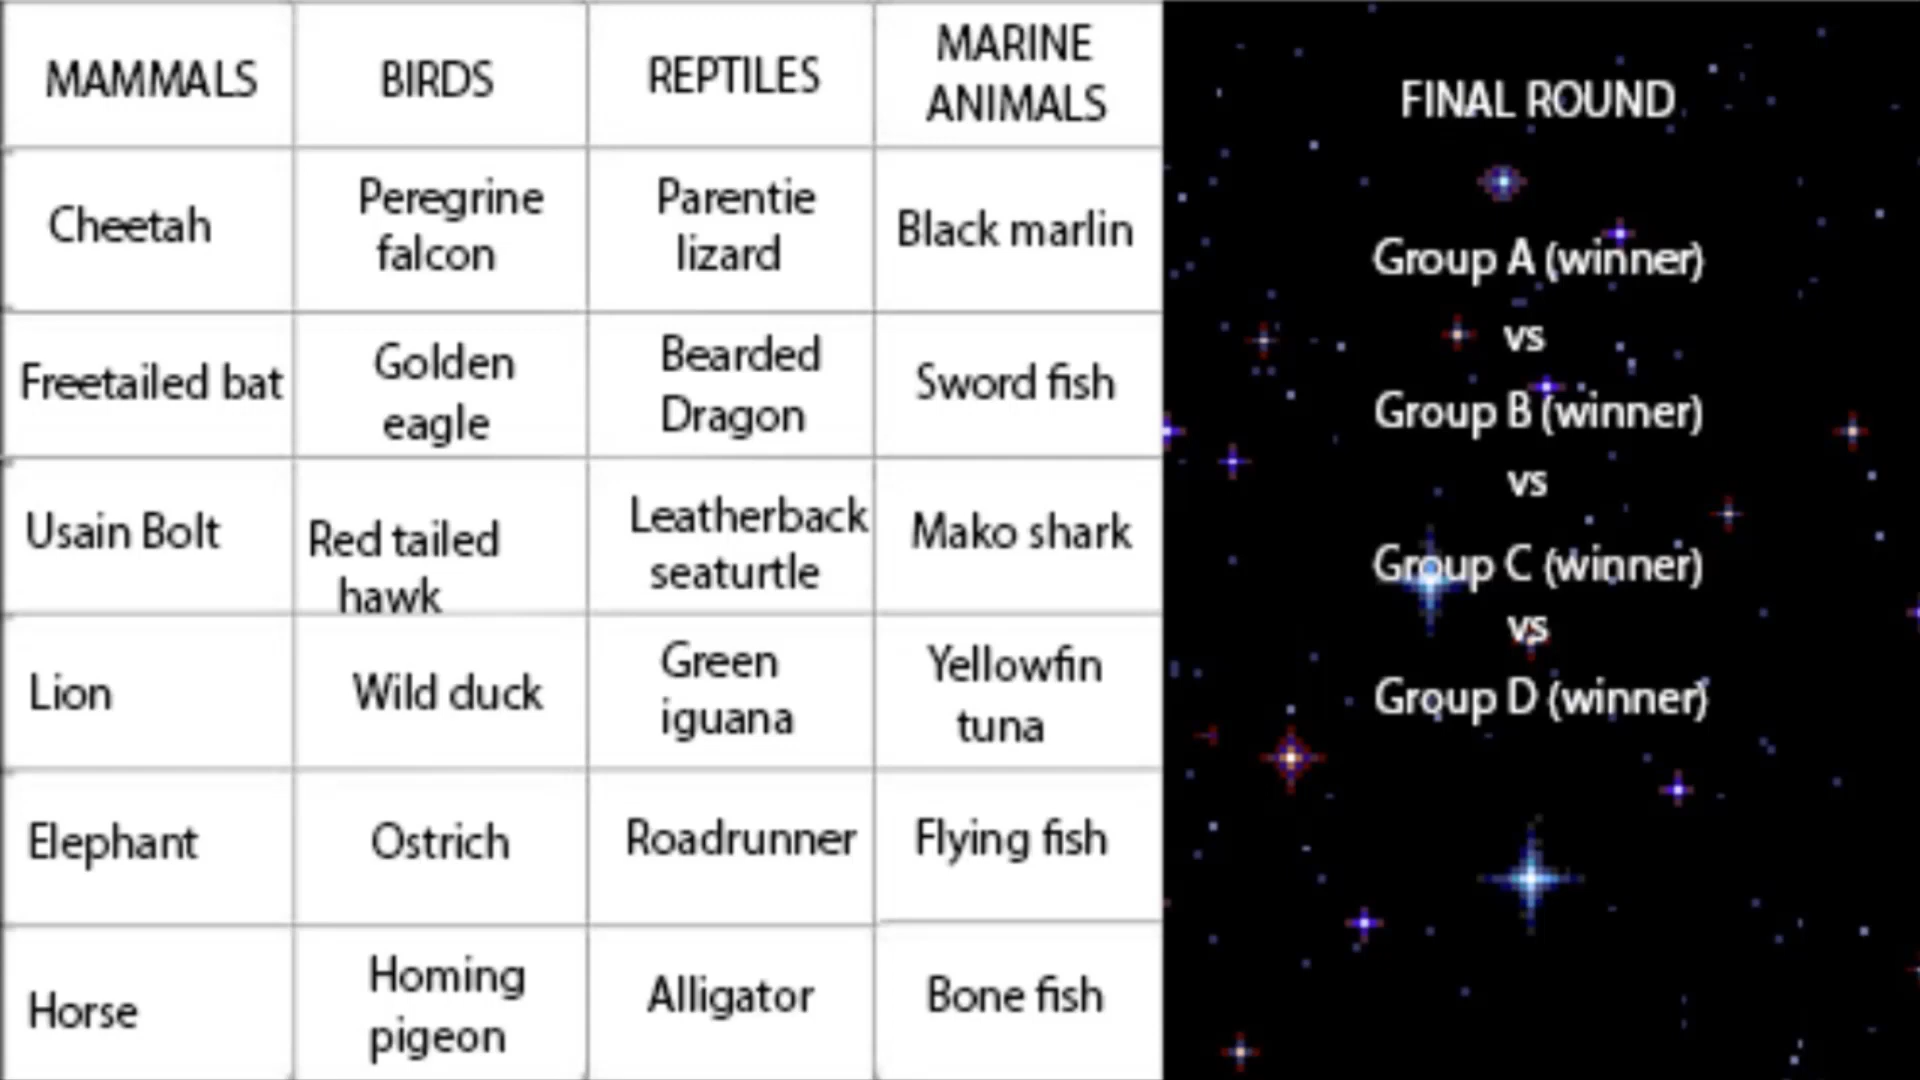 MAMMALS
BIRDS
REPTILES
MARINE
ANIMALS
Cheetah
Peregrine
falcon
Parentie
lizard
Black marlin
Freetailed bat
Golden
eagle
Bearded
Dragon
Sword fish
Usain Bolt
Red tailed
hawk
Leatherback
seaturtle
Mako shark
Lion
Wild duck
Green
iguana
Yellowfin
tuna
Elephant
Ostrich
Roadrunner
Flying fish
Horse
Homing
pigeon
Alligator
Bone fish
FINAL ROUND
Group A (winner)
vs
Group B (winner)
vs
Group C (winner)
vs
Group D (winner)